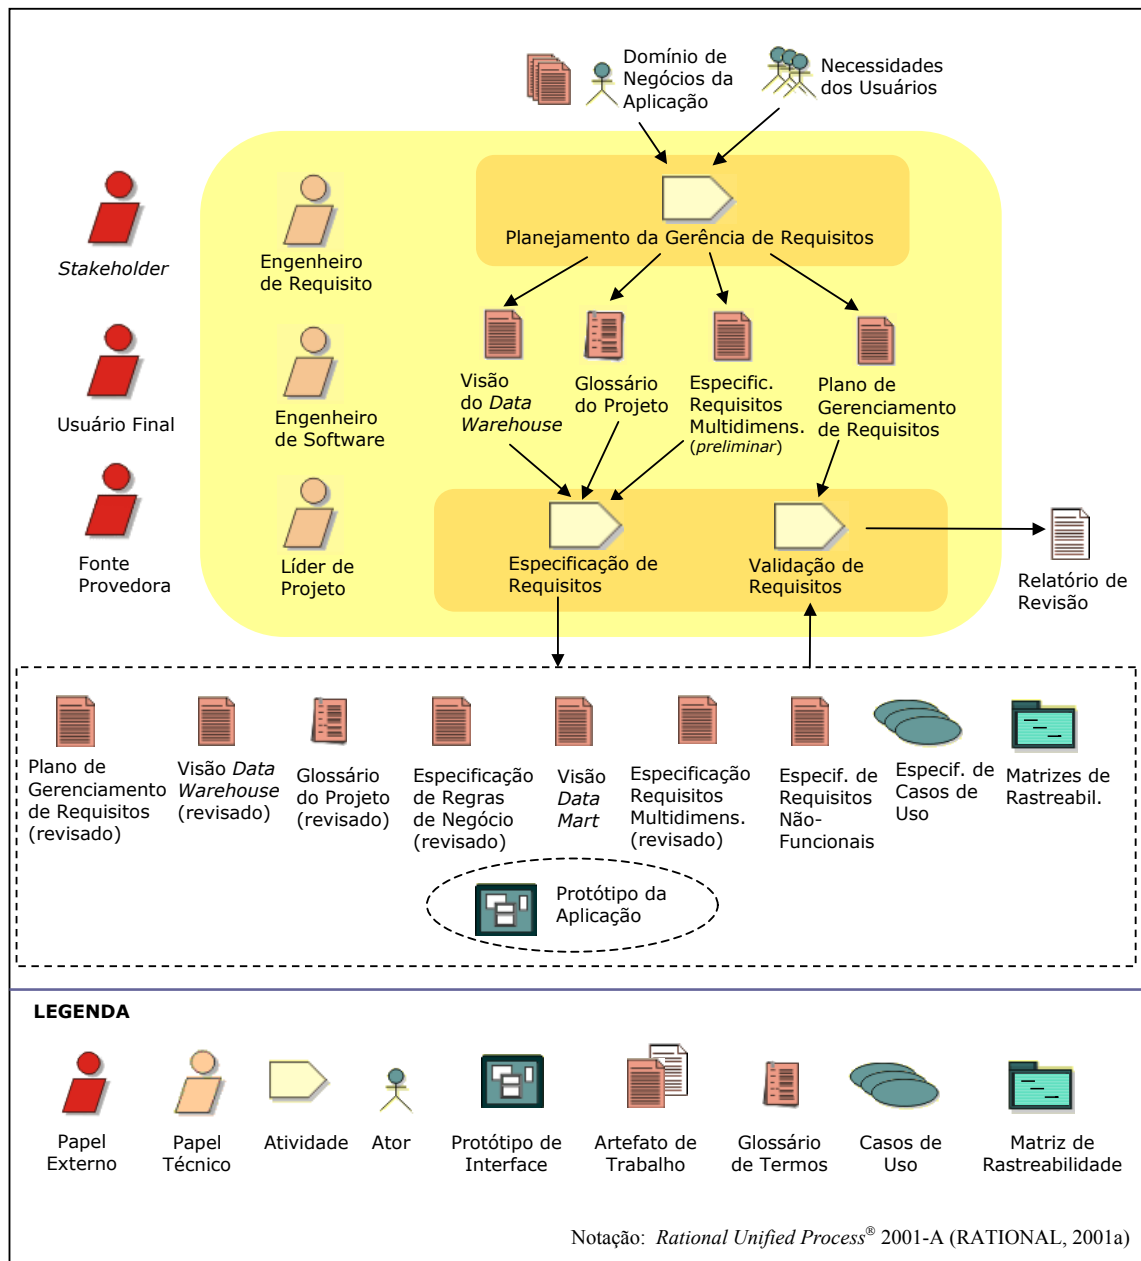 Domínio de
Negócios da
Aplicação
Necessidades
dos Usuários
Planejamento da Gerência de Requisitos
Stakeholder
Engenheiro
de Requisito
Visão
do Data
Warehouse
Glossário
do Projeto
Especific.
Requisitos
Multidimens.
(preliminar)
Plano de
Gerenciamento
de Requisitos
Usuário Final
Engenheiro
de Software
Fonte
Provedora
Líder de
Projeto
Especificação de
Requisitos
Validação de
Requisitos
Relatório de
Revisão
Plano de
Gerenciamento
de Requisitos
(revisado)
Visão Data
Warehouse
(revisado)
Glossário
do Projeto
(revisado)
Especificação
de Regras
de Negócio
(revisado)
Visão
Data
Mart
Especificação
Requisitos
Multidimens.
(revisado)
Especif. de
Requisitos
Não-
Funcionais
Especif. de
Casos de
Uso
Matrizes de
Rastreabil.
Protótipo da
Aplicação
LEGENDA
Papel
Externo
Papel
Técnico
Atividade
Ator
Protótipo de
Interface
Artefato de
Trabalho
Glossário
de Termos
Casos de
Uso
Matriz de
Rastreabilidade
Notação: Rational Unified Process® 2001-A (RATIONAL, 2001a)